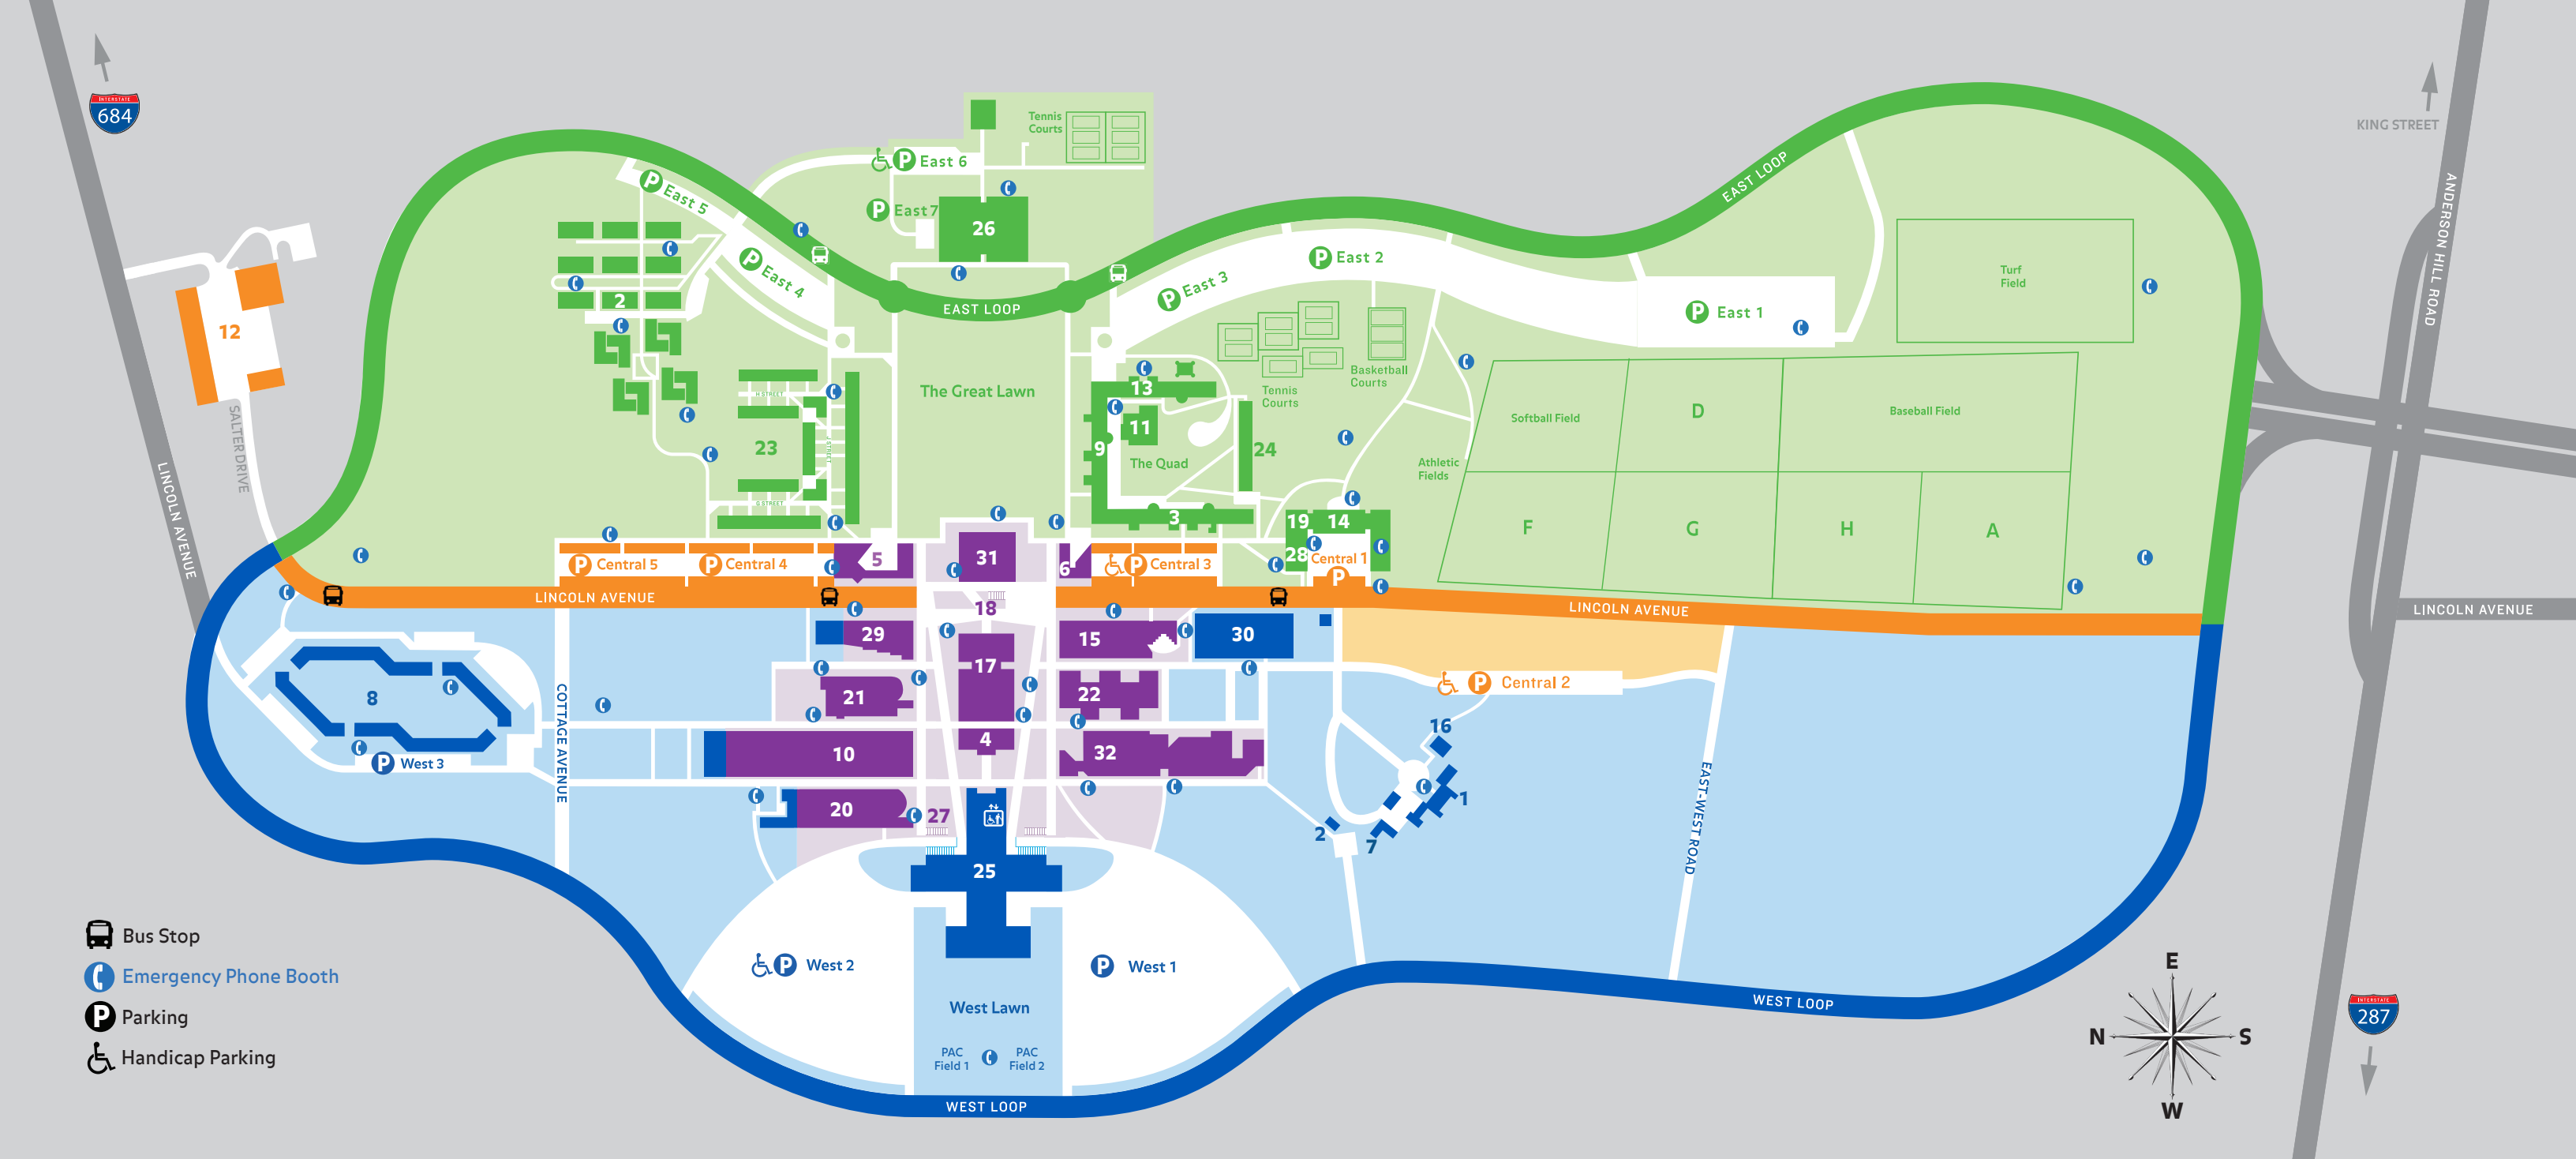 INTERSTATE
684
KING STREET
ANDERSON HILL ROAD
Tennis
Courts
East 6
East 5
East 7
26
EAST LOOP
East 4
East 3
East 2
East 1
EAST LOOP
Turf
Field
2
12
SALTER DRIVE
LINCOLN AVENUE
The Great Lawn
13
11
9
The Quad
24
3
Tennis
Courts
Basketball
Courts
Athletic
Fields
Softball Field
D
Baseball Field
F
G
H
A
H STREET
23
J STREET
G STREET
19
14
28
Central 1
Central 5
Central 4
5
31
6
Central 3
LINCOLN AVENUE
18
LINCOLN AVENUE
LINCOLN AVENUE
29
15
30
17
21
22
Central 2
8
COTTAGE AVENUE
West 3
10
4
32
16
1
2
7
EAST-WEST ROAD
20
27
25
West 2
West 1
West Lawn
PAC
Field 1
PAC
Field 2
WEST LOOP
WEST LOOP
Bus Stop
Emergency Phone Booth
Parking
Handicap Parking
E
N
S
W
INTERSTATE
287